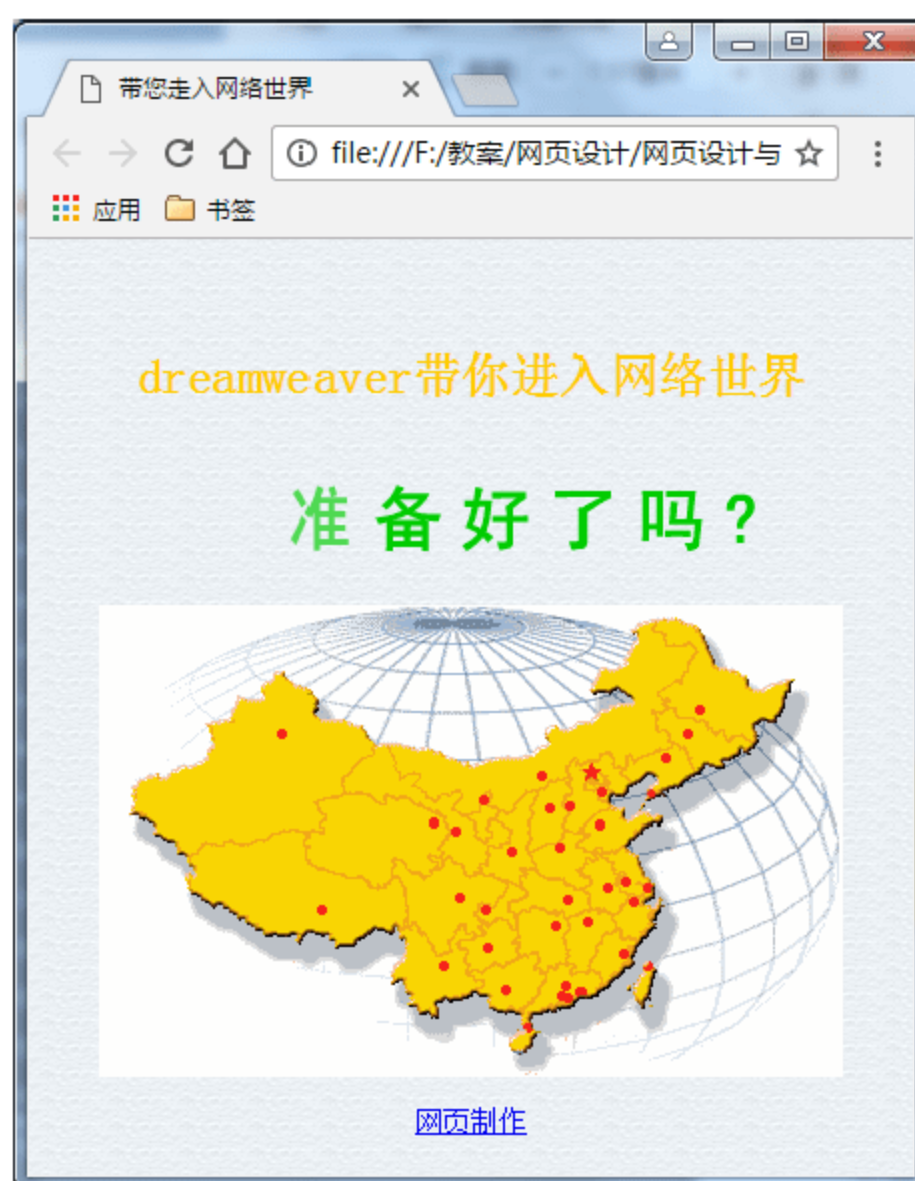 带您走入网络世界
file:///F:/教案/网页设计/网页设计与
应用 书签
dreamweaver带你进入网络世界
准备好了吗?
网页制作